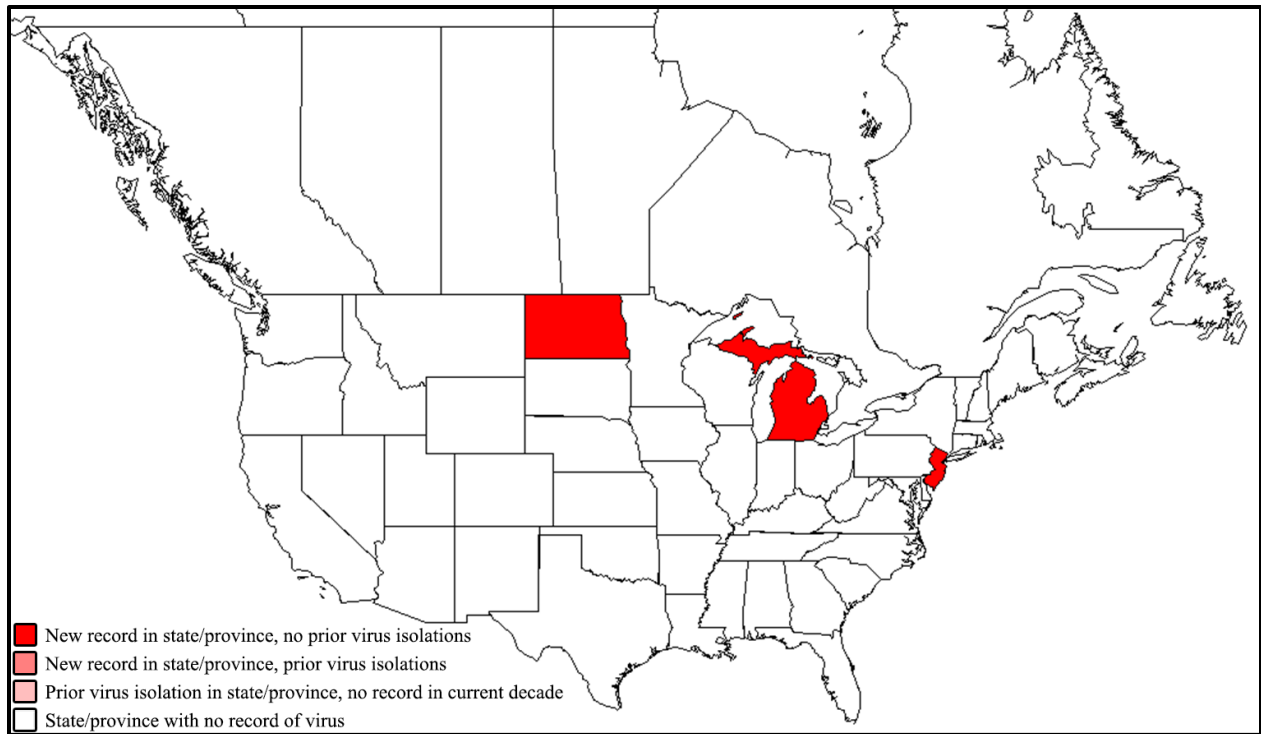 New record in state/province, no prior virus isolations
New record in state/province, prior virus isolations
Prior virus isolation in state/province, no record in current decade
State/province with no record of virus